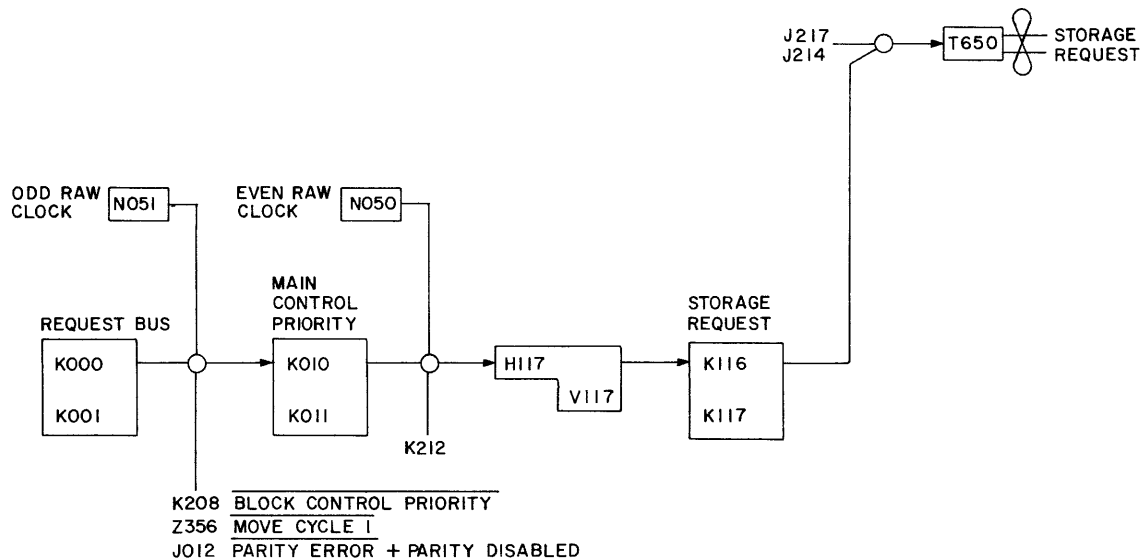 J217
J214
T650
STORAGE
REQUEST
ODD RAW
CLOCK
N051
EVEN RAW
CLOCK
N050
MAIN
CONTROL
PRIORITY
STORAGE
REQUEST
REQUEST BUS
K000
K001
K010
K011
H117
V117
K116
K117
K212
K208 BLOCK CONTROL PRIORITY
Z356 MOVE CYCLE I
J012 PARITY ERROR + PARITY DISABLED